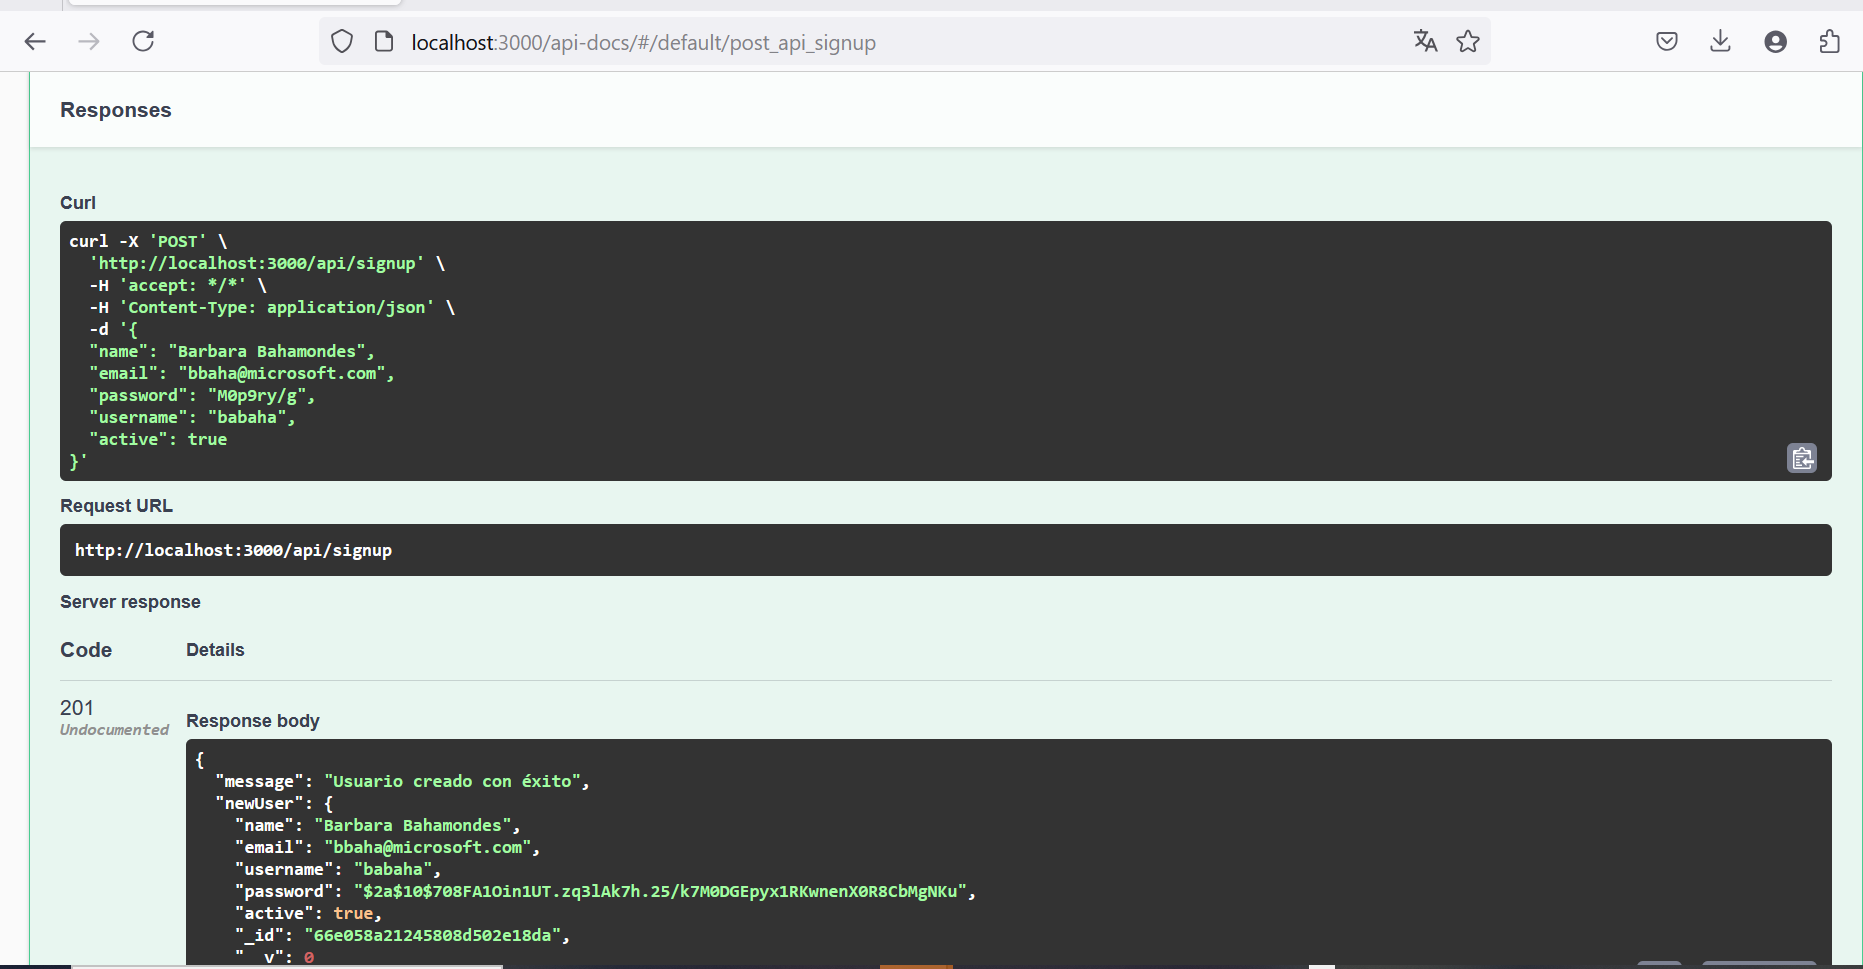 localhost:3000/api-docs/#/default/post_api_signup
Responses
Curl
curl -X 'POST' \
'http://localhost:3000/api/signup' \
-H 'accept: */*' \
-H 'Content-Type: application/json' \
-d '{
"name": "Barbara Bahamondes",
"email": "bbaha@microsoft.com",
"password": "M0p9ry/g",
"username": "babaha",
"active": true
}'
Request URL
http://localhost:3000/api/signup
Server response
Code Details
201
Undocumented
Response body
{
"message": "Usuario creado con éxito",
"newUser": {
"name": "Barbara Bahamondes",
"email": "bbaha@microsoft.com",
"username": "babaha",
"password": "$2a$10$708FA1Oin1UT.zq3lAk7h.25/k7M0DGEpyx1RKwnenX0R8CbMgNKu",
"active": true,
"_id": "66e058a21245808d502e18da",
"__v": 0